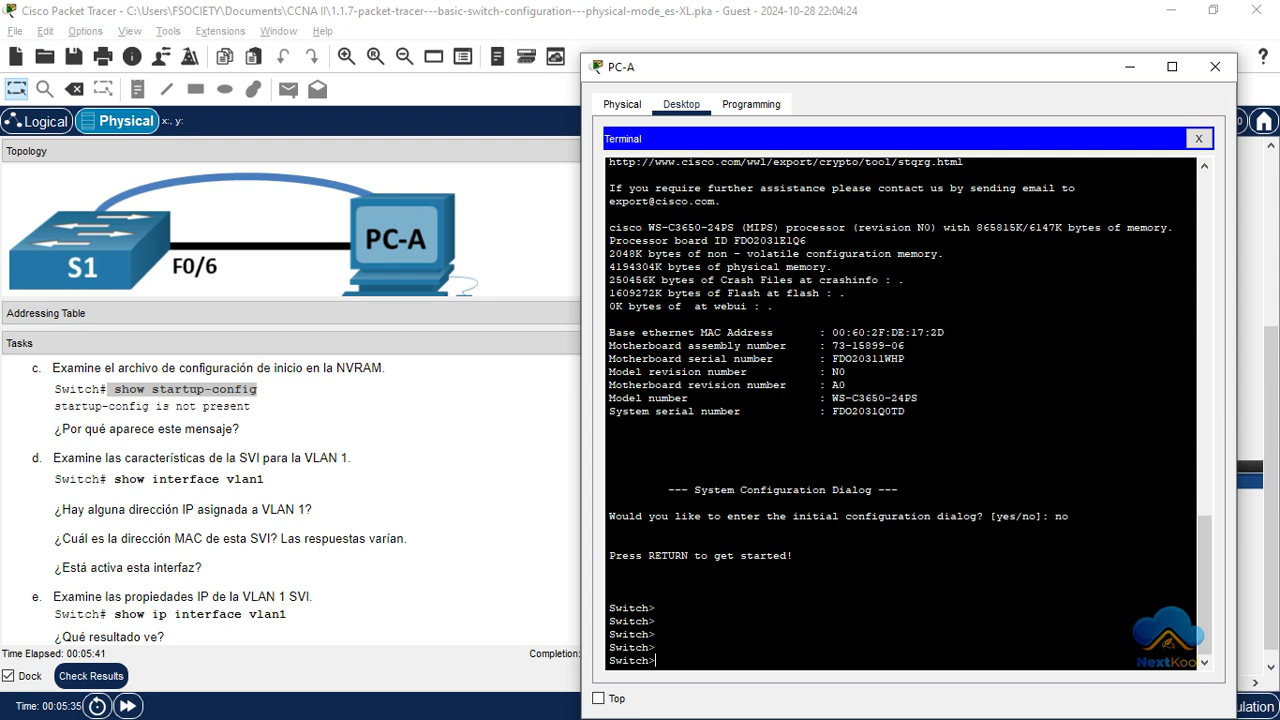 Cisco Packet Tracer - C:\Users\FSOCIETY\Documents\CCNA II\1.1.7-packet-tracer---basic-switch-configuration---physical-mode_es-XL.pka - Guest - 2024-10-28 22:04:24
File Edit Options View Tools Extensions Window Help
Logical
Physical
x:, y:
Topology
S1
F0/6
PC-A
Addressing Table
Tasks
c. Examine el archivo de configuración de inicio en la NVRAM.
Switch# show startup-config
startup-config is not present
¿Por qué aparece este mensaje?
d. Examine las características de la SVI para la VLAN 1.
Switch# show interface vlan1
¿Hay alguna dirección IP asignada a VLAN 1?
¿Cuál es la dirección MAC de esta SVI? Las respuestas varían.
¿Está activa esta interfaz?
e. Examine las propiedades IP de la VLAN 1 SVI.
Switch# show ip interface vlan1
¿Qué resultado ve?
Time Elapsed: 00:05:41
Completion:
Dock
Check Results
Time: 00:05:35
PC-A
Physical Desktop Programming
Terminal
X
http://www.cisco.com/wwl/export/crypto/tool/stqrg.html
If you require further assistance please contact us by sending email to
export@cisco.com.
cisco WS-C3650-24PS (MIPS) processor (revision N0) with 865815K/6147K bytes of memory.
Processor board ID FDO2031E1Q6
2048K bytes of non - volatile configuration memory.
4194304K bytes of physical memory.
250456K bytes of Crash Files at crashinfo : .
1609272K bytes of Flash at flash : .
0K bytes of  at webui : .
Base ethernet MAC Address : 00:60:2F:DE:17:2D
Motherboard assembly number : 73-15899-06
Motherboard serial number : FDO20311WHP
Model revision number : N0
Motherboard revision number : A0
Model number : WS-C3650-24PS
System serial number : FDO2031Q0TD
--- System Configuration Dialog ---
Would you like to enter the initial configuration dialog? [yes/no]: no
Press RETURN to get started!
Switch>
Switch>
Switch>
Switch>
Switch>
Top